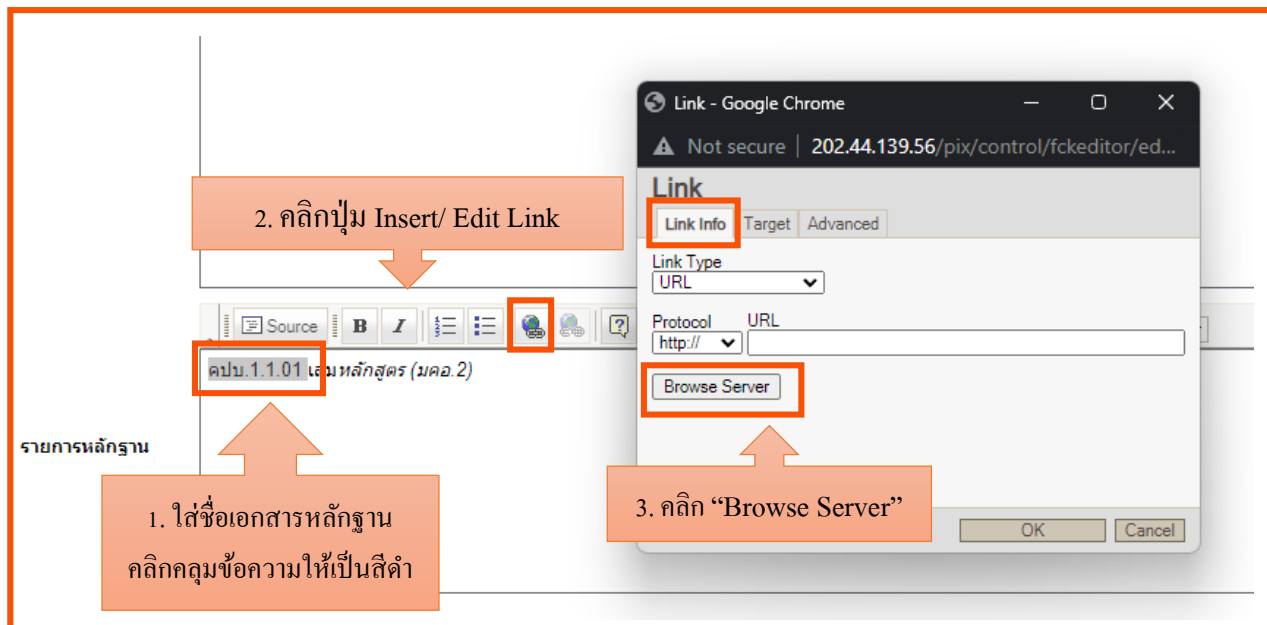 Link - Google Chrome
Not secure | 202.44.139.56/pix/control/fckeditor/ed...
Link
Link Info Target Advanced
2. คลิกปุ่ม Insert/ Edit Link
Link Type
URL
Source B I
Protocol URL
http://
คปบ.1.1.01 เล่มหลักสูตร (มคอ.2)
Browse Server
รายการหลักฐาน
1. ใส่ชื่อเอกสารหลักฐาน
คลิกคลุมข้อความให้เป็นสีดำ
3. คลิก “Browse Server”
OK Cancel